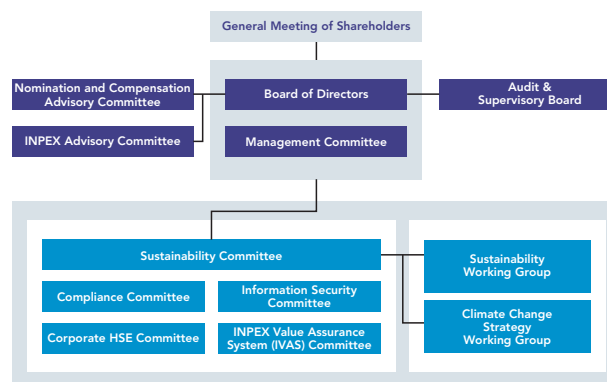 General Meeting of Shareholders
Nomination and Compensation
Advisory Committee
Board of Directors
Audit &
Supervisory Board
INPEX Advisory Committee
Management Committee
Sustainability Committee
Sustainability
Working Group
Compliance Committee
Information Security
Committee
Climate Change
Strategy
Working Group
Corporate HSE Committee
INPEX Value Assurance
System (IVAS) Committee